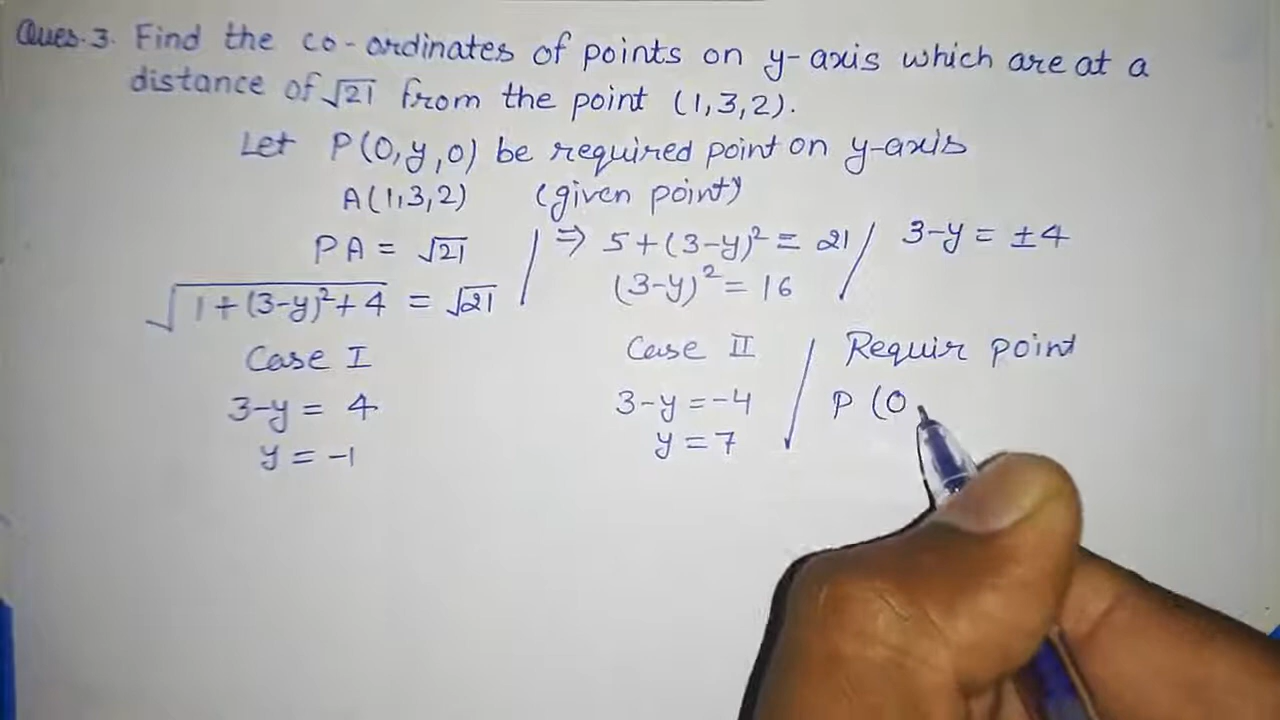 Ques.3. Find the co-ordinates of points on y-axis which are at a
distance of √21 from the point (1,3,2).
Let P(0,y,0) be required point on y-axis
A(1,3,2) (given point)
PA = √21
√1+(3-y)²+4 = √21
⇒ 5+(3-y)² = 21
(3-y)² = 16
3-y = ±4
Case I
3-y = 4
y = -1
Case II
3-y = -4
y = 7
Requir point
P (0